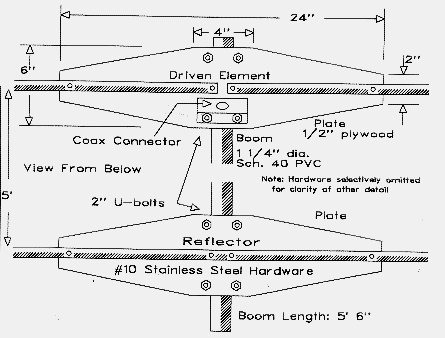 24"
4"
2"
6"
Driven Element
Plate
1/2" plywood
Coax Connector
Boom
1 1/4" dia.
Sch. 40 PVC
View From Below
Note: Hardware selectively omitted
for clarity of other detail
5'
2" U-bolts
Plate
Reflector
#10 Stainless Steel Hardware
Boom Length: 5' 6"